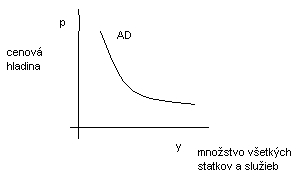 p
AD
cenová
hladina
y
množstvo všetkých
statkov a služieb